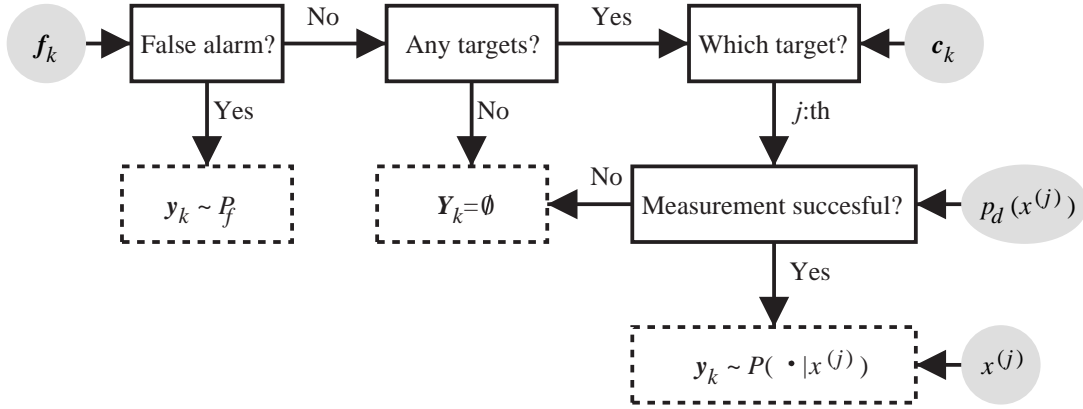 f_k
False alarm?
No
Any targets?
Yes
Which target?
c_k
Yes
No
j:th
y_k ~ P_f
Y_k=∅
No
Measurement succesful?
p_d(x^(j))
Yes
y_k ~ P( · |x^(j))
x^(j)